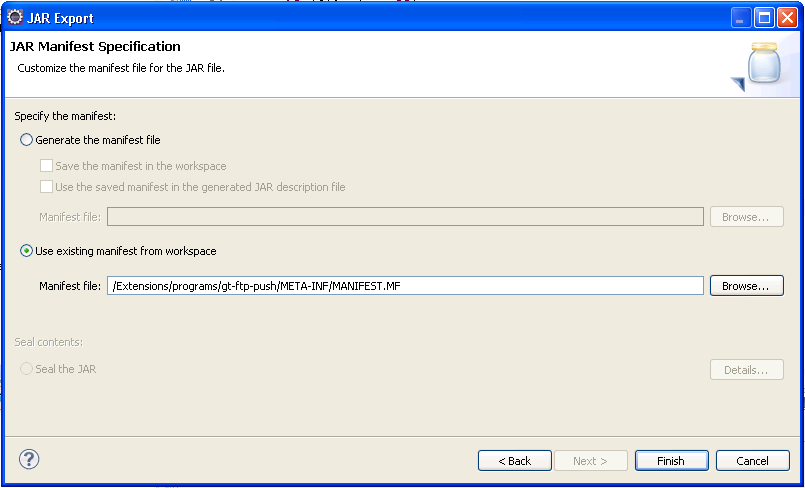 JAR Export
JAR Manifest Specification
Customize the manifest file for the JAR file.
Specify the manifest:
Generate the manifest file
Save the manifest in the workspace
Use the saved manifest in the generated JAR description file
Manifest file: Browse...
Use existing manifest from workspace
Manifest file: /Extensions/programs/gt-ftp-push/META-INF/MANIFEST.MF Browse...
Seal contents:
Seal the JAR Details...
? < Back Next > Finish Cancel